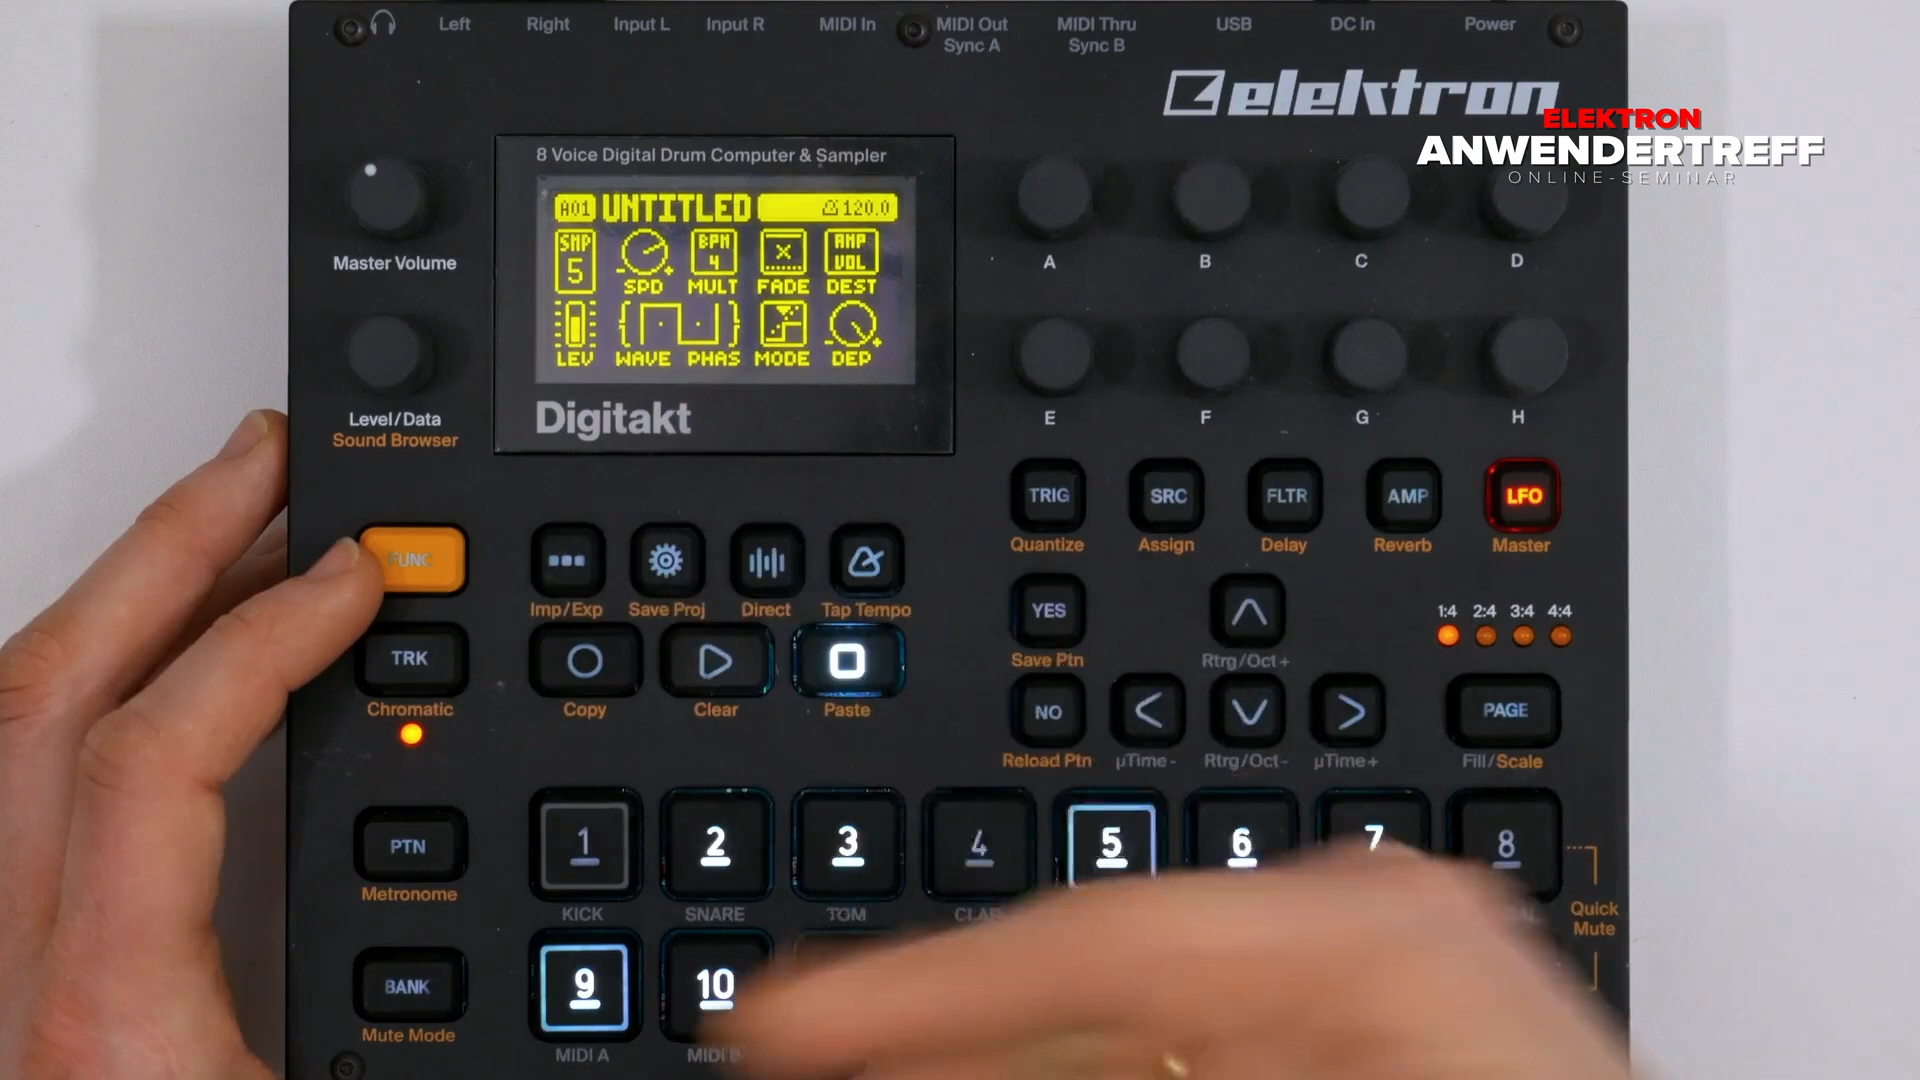 Left Right Input L Input R MIDI In MIDI Out MIDI Thru USB DC In Power
Sync A Sync B
elektron
ELEKTRON
ANWENDERTREFF
ONLINE-SEMINAR
8 Voice Digital Drum Computer & Sampler
A01 UNTITLED 120.0
SMP 5 SPD BPM 4 MULT X FADE AMP VOL DEST
LEV WAVE PHAS MODE DEP
Digitakt
Master Volume
Level/Data
Sound Browser
A B C D
E F G H
TRIG SRC FLTR AMP LFO
Quantize Assign Delay Reverb Master
FUNC
Imp/Exp Save Proj Direct Tap Tempo
TRK
Chromatic
Copy Clear Paste
YES
Save Ptn Rtrg/Oct+
1:4 2:4 3:4 4:4
NO PAGE
Reload Ptn µTime- Rtrg/Oct- µTime+ Fill/Scale
PTN
Metronome
1 2 3 4 5 6 7 8
KICK SNARE TOM
Quick
Mute
BANK
Mute Mode
9 10
MIDI A MIDI